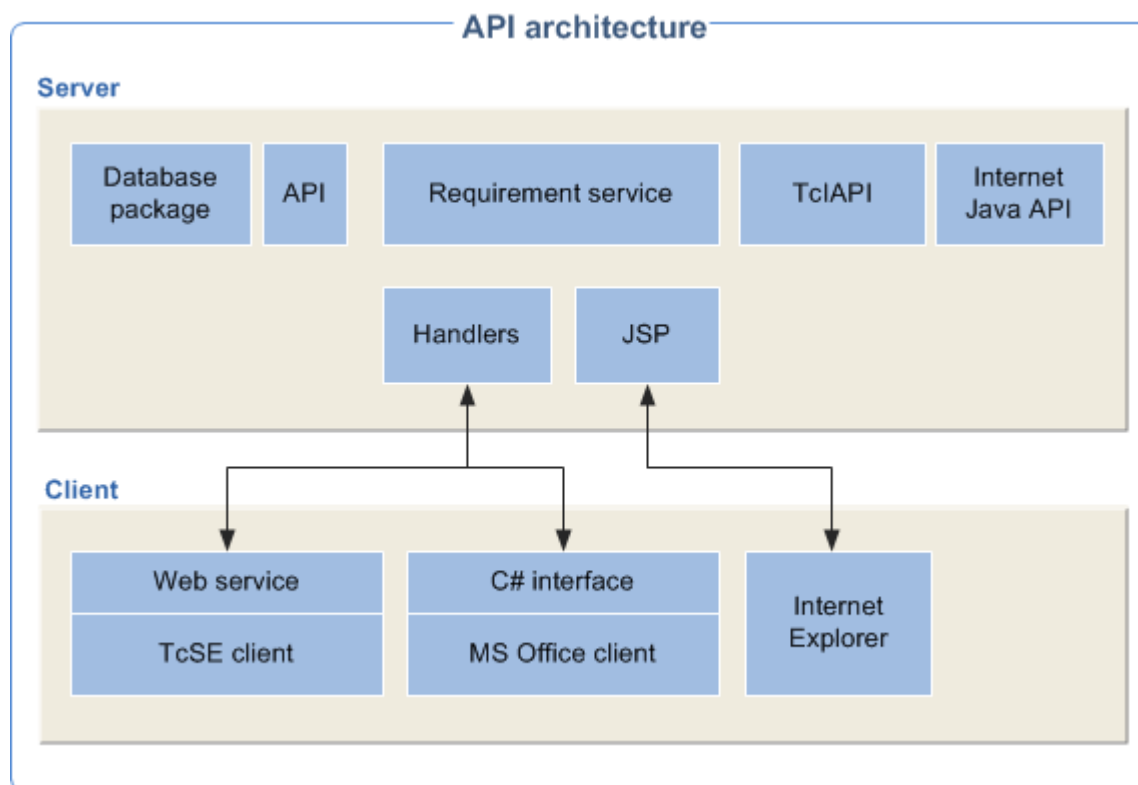 API architecture
Server
Database
package
API
Requirement service
TclAPI
Internet
Java API
Handlers
JSP
Client
Web service
C# interface
Internet
Explorer
TcSE client
MS Office client